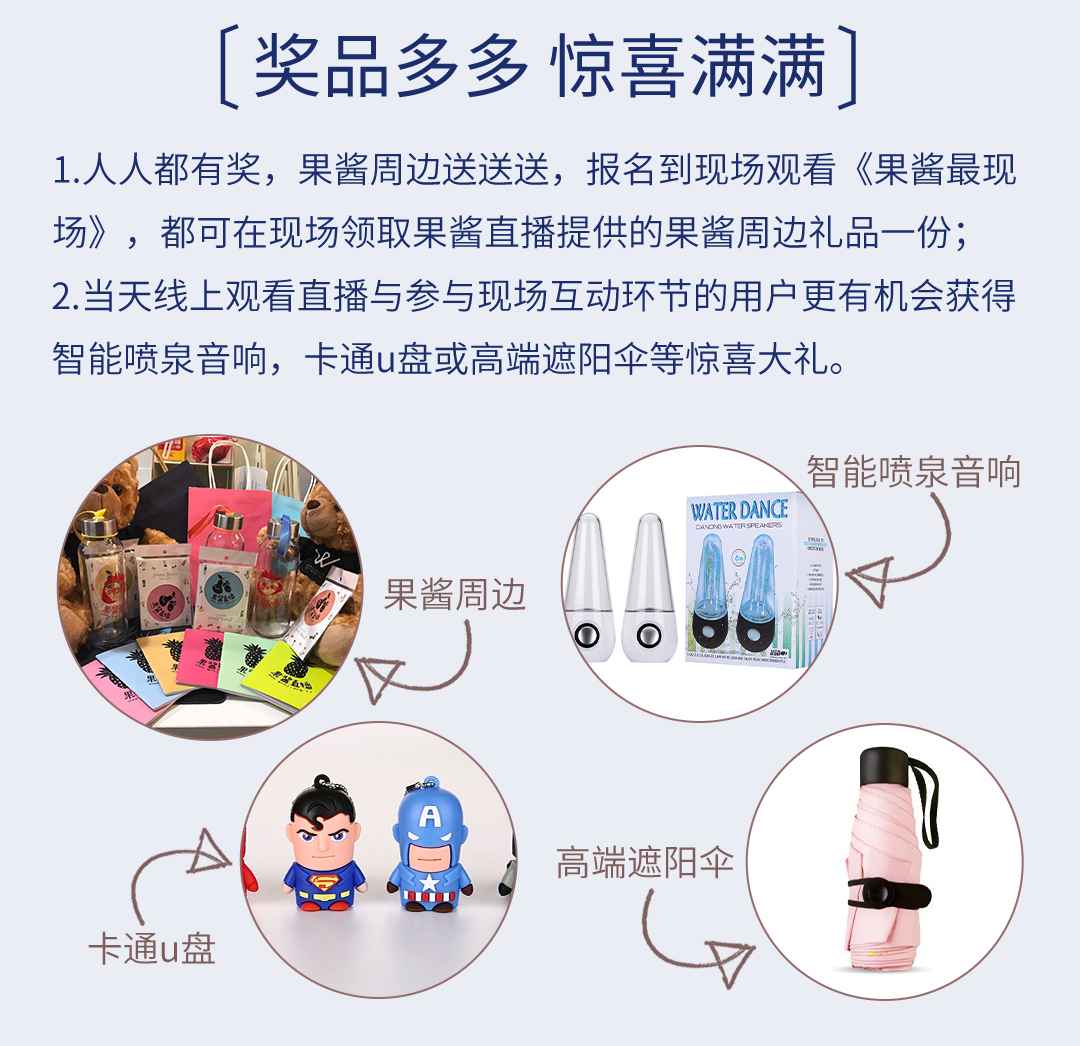 奖品多多 惊喜满满
1.人人都有奖，果酱周边送送送，报名到现场观看《果酱最现
场》，都可在现场领取果酱直播提供的果酱周边礼品一份；
2.当天线上观看直播与参与现场互动环节的用户更有机会获得
智能喷泉音响，卡通u盘或高端遮阳伞等惊喜大礼。
智能喷泉音响
WATER DANCE
DANCING WATER SPEAKERS
果酱周边
果酱直播
A
高端遮阳伞
卡通u盘